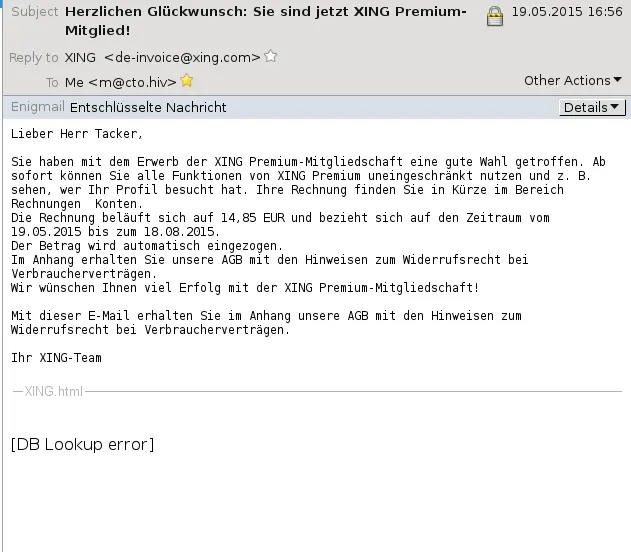 Subject Herzlichen Glückwunsch: Sie sind jetzt XING Premium-Mitglied! 19.05.2015 16:56
Reply to XING <de-invoice@xing.com>
To Me <m@cto.hiv> Other Actions
Enigmail Entschlüsselte Nachricht Details
Lieber Herr Tacker,
Sie haben mit dem Erwerb der XING Premium-Mitgliedschaft eine gute Wahl getroffen. Ab
sofort können Sie alle Funktionen von XING Premium uneingeschränkt nutzen und z. B.
sehen, wer Ihr Profil besucht hat. Ihre Rechnung finden Sie in Kürze im Bereich
Rechnungen  Konten.
Die Rechnung beläuft sich auf 14,85 EUR und bezieht sich auf den Zeitraum vom
19.05.2015 bis zum 18.08.2015.
Der Betrag wird automatisch eingezogen.
Im Anhang erhalten Sie unsere AGB mit den Hinweisen zum Widerrufsrecht bei
Verbraucherverträgen.
Wir wünschen Ihnen viel Erfolg mit der XING Premium-Mitgliedschaft!
Mit dieser E-Mail erhalten Sie im Anhang unsere AGB mit den Hinweisen zum
Widerrufsrecht bei Verbraucherverträgen.
Ihr XING-Team
XING.html
[DB Lookup error]